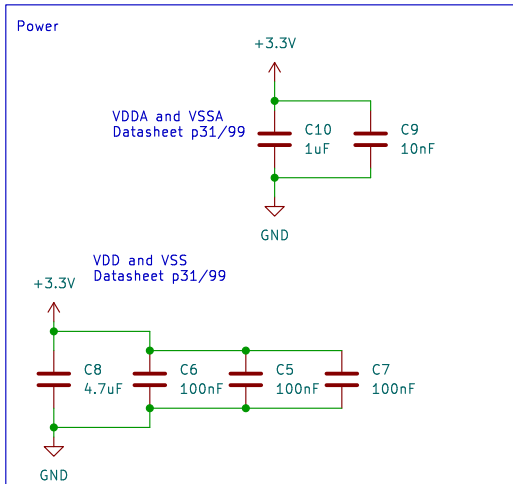 Power
+3.3V
VDDA and VSSA
Datasheet p31/99
C10
1uF
C9
10nF
GND
VDD and VSS
Datasheet p31/99
+3.3V
C8
4.7uF
C6
100nF
C5
100nF
C7
100nF
GND